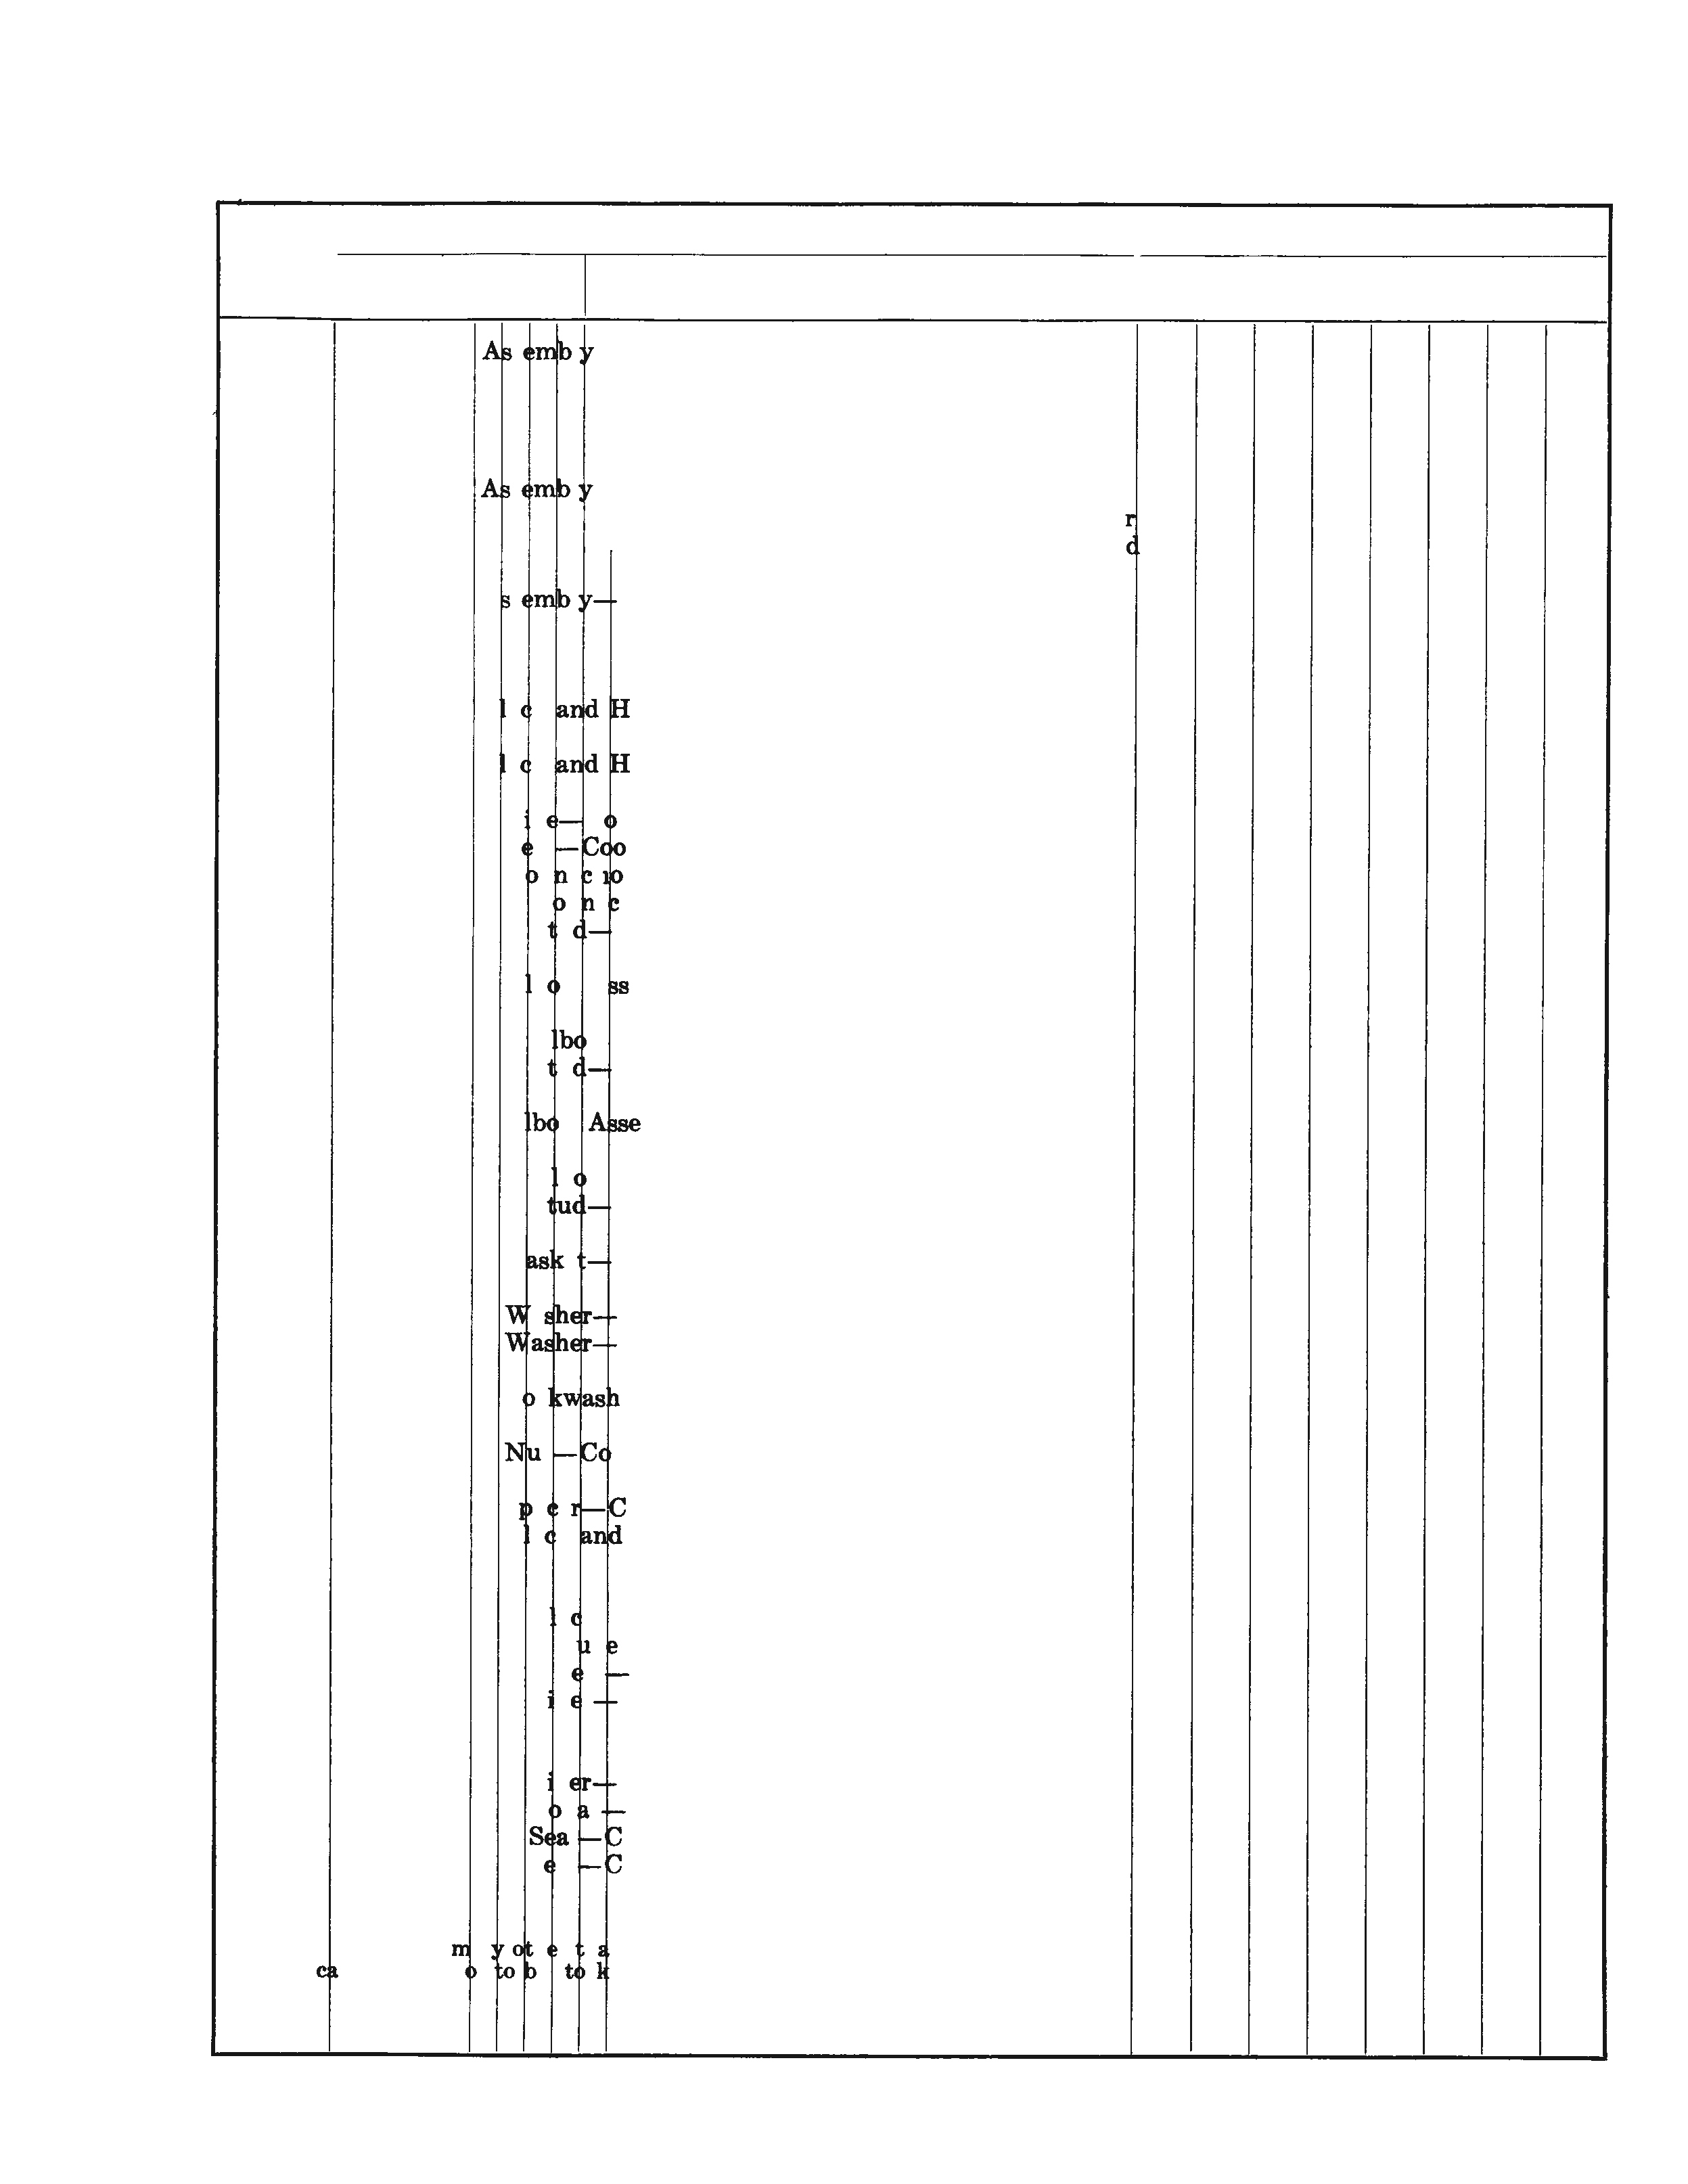 As emb y
As emb y
r
d
s emb y—
l c and H
l c and H
i e— o
e —Coo
o n c io
o n c
t d—
l o ss
lbo
t d—
lbo Asse
l o
tud—
ask t—
W sher—
Washer—
o kwash
Nu —Co
p c r—C
l c and
l c
u e
e —
i e —
i er—
o a —
Sea —C
e —C
m y ot e t a
ca o to b to k